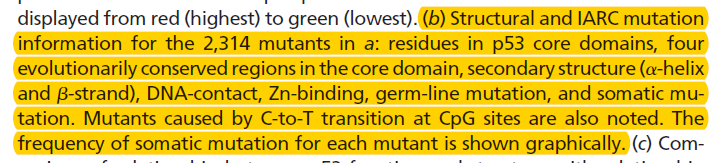 displayed from red (highest) to green (lowest). (b) Structural and IARC mutation
information for the 2,314 mutants in a: residues in p53 core domains, four
evolutionarily conserved regions in the core domain, secondary structure (α-helix
and β-strand), DNA-contact, Zn-binding, germ-line mutation, and somatic mu-
tation. Mutants caused by C-to-T transition at CpG sites are also noted. The
frequency of somatic mutation for each mutant is shown graphically. (c) Com-